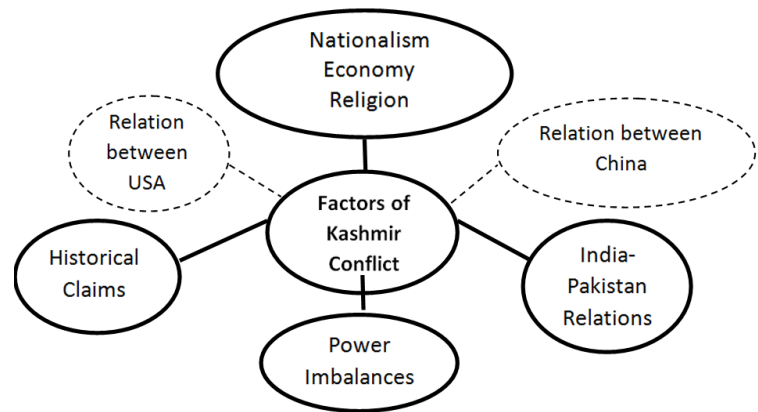 Nationalism
Economy
Religion
Relation
between
USA
Relation between
China
Factors of
Kashmir
Conflict
Historical
Claims
India-
Pakistan
Relations
Power
Imbalances